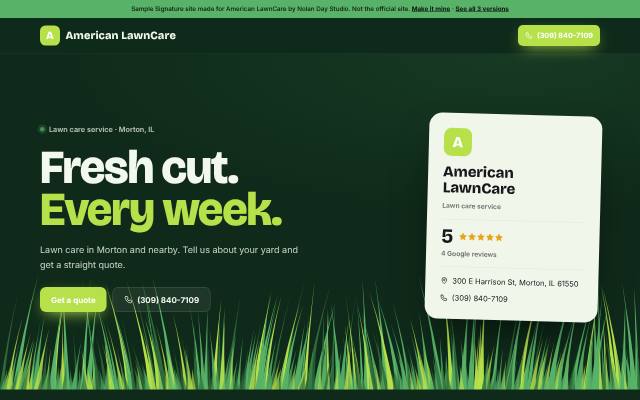 Sample Signature site made for American LawnCare by Nolan Day Studio. Not the official site. Make it mine · See all 3 versions
A American LawnCare
(309) 840-7109
Lawn care service · Morton, IL
Fresh cut.
Every week.
Lawn care in Morton and nearby. Tell us about your yard and
get a straight quote.
Get a quote
(309) 840-7109
A
American
LawnCare
Lawn care service
5 ★★★★★
4 Google reviews
300 E Harrison St, Morton, IL 61550
(309) 840-7109